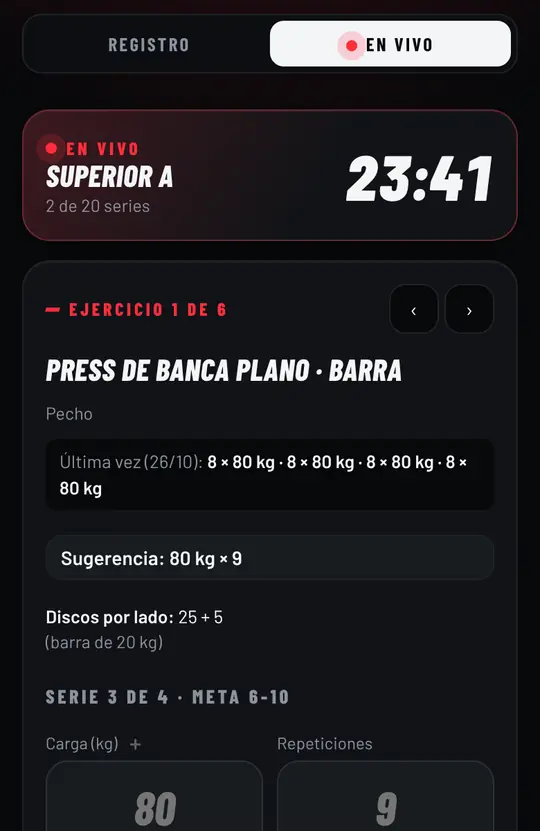 REGISTRO
EN VIVO
EN VIVO
SUPERIOR A
2 de 20 series
23:41
EJERCICIO 1 DE 6
‹
›
PRESS DE BANCA PLANO · BARRA
Pecho
Última vez (26/10): 8 × 80 kg · 8 × 80 kg · 8 × 80 kg · 8 ×
80 kg
Sugerencia: 80 kg × 9
Discos por lado: 25 + 5
(barra de 20 kg)
SERIE 3 DE 4 · META 6-10
Carga (kg) +
Repeticiones
80
9